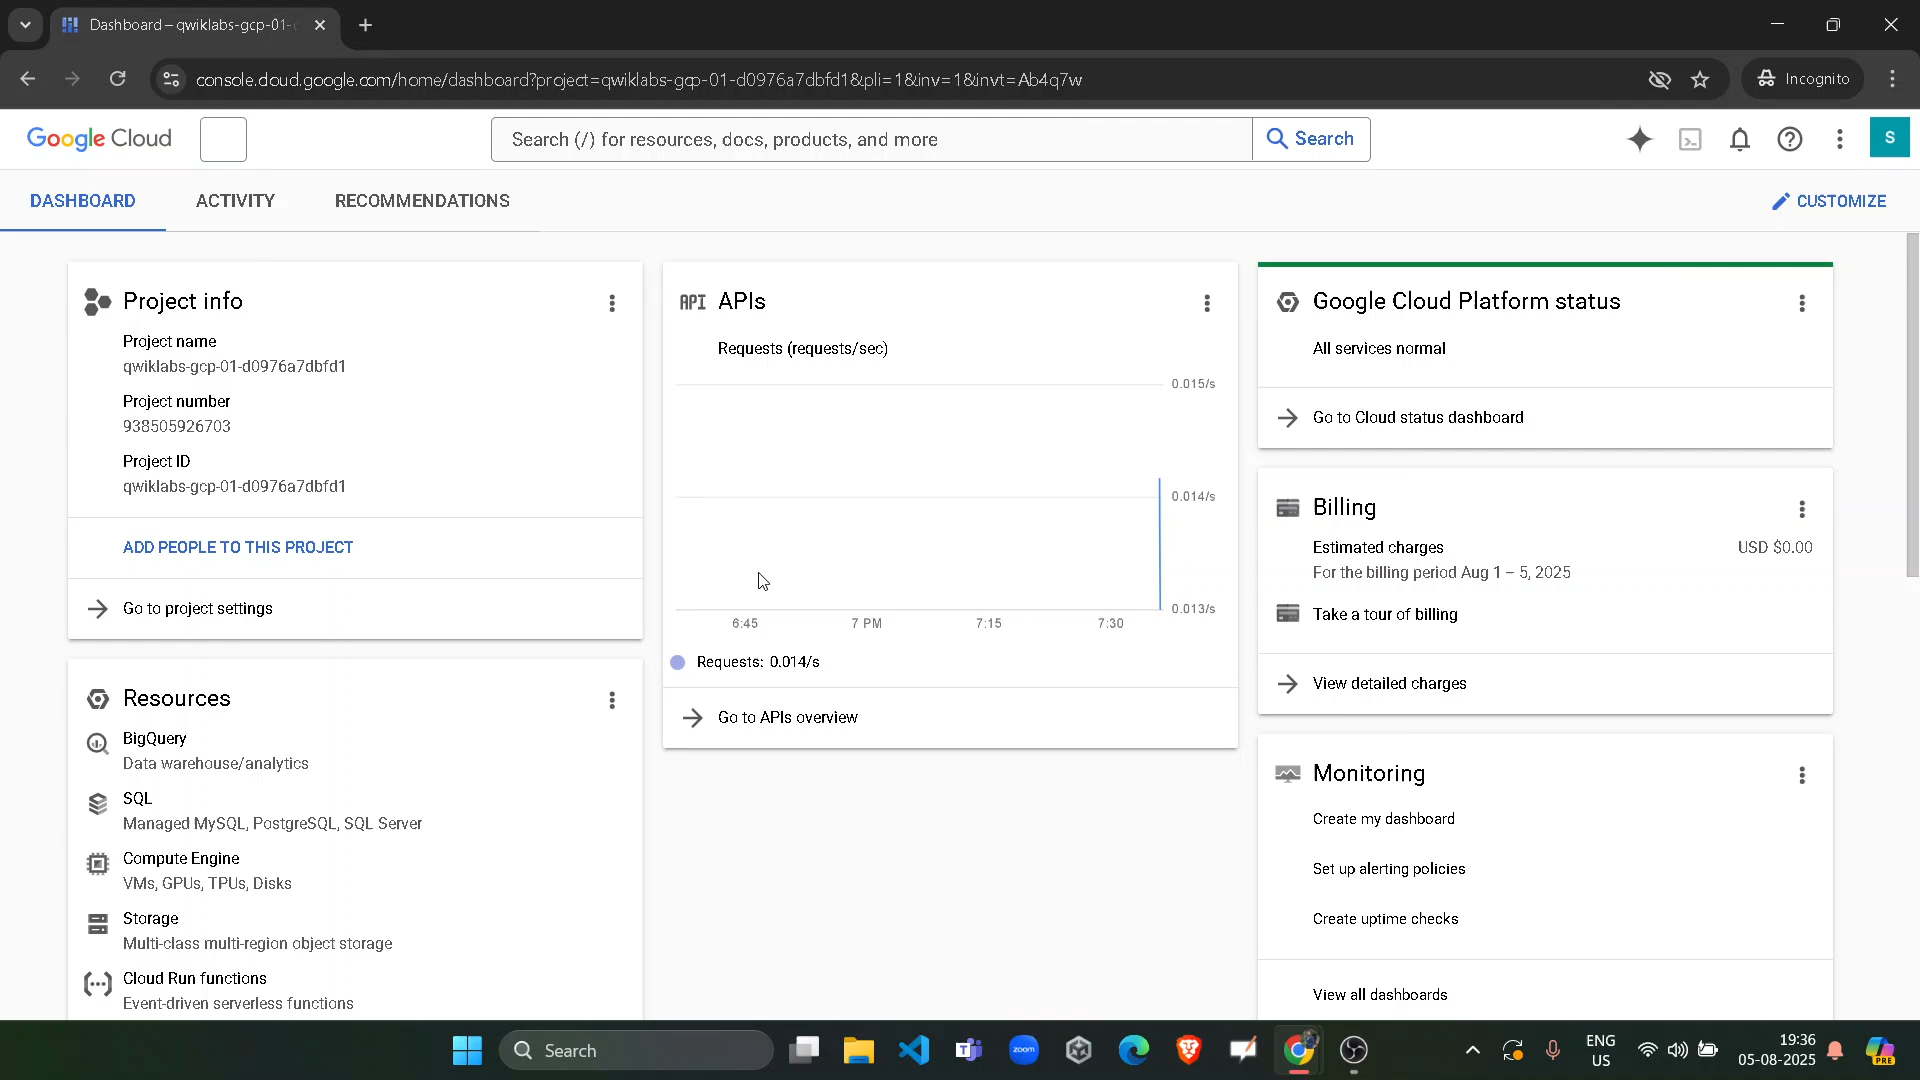 Dashboard – qwiklabs-gcp-01-
console.cloud.google.com/home/dashboard?project=qwiklabs-gcp-01-d0976a7dbfd1&pli=1&inv=1&invt=Ab4q7w
Incognito
Google Cloud
Search (/) for resources, docs, products, and more
Search
S
DASHBOARD
ACTIVITY
RECOMMENDATIONS
CUSTOMIZE
Project info
Project name
qwiklabs-gcp-01-d0976a7dbfd1
Project number
938505926703
Project ID
qwiklabs-gcp-01-d0976a7dbfd1
ADD PEOPLE TO THIS PROJECT
Go to project settings
Resources
BigQuery
Data warehouse/analytics
SQL
Managed MySQL, PostgreSQL, SQL Server
Compute Engine
VMs, GPUs, TPUs, Disks
Storage
Multi-class multi-region object storage
Cloud Run functions
Event-driven serverless functions
API APIs
Requests (requests/sec)
0.015/s
0.014/s
0.013/s
6:45 7 PM 7:15 7:30
Requests: 0.014/s
Go to APIs overview
Google Cloud Platform status
All services normal
Go to Cloud status dashboard
Billing
Estimated charges USD $0.00
For the billing period Aug 1 – 5, 2025
Take a tour of billing
View detailed charges
Monitoring
Create my dashboard
Set up alerting policies
Create uptime checks
View all dashboards
Search
zoom
ENG
US
19:36
05-08-2025
PRE